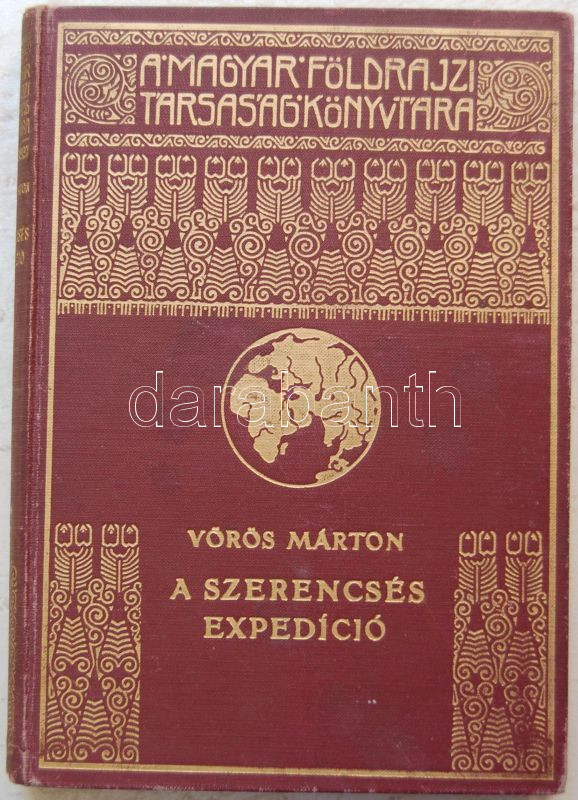 A·MAGYAR·FÖLDRAJZI
TÁRSASÁG·KÖNYVTÁRA
darabanth
VÖRÖS MÁRTON
A SZERENCSÉS
EXPEDÍCIÓ